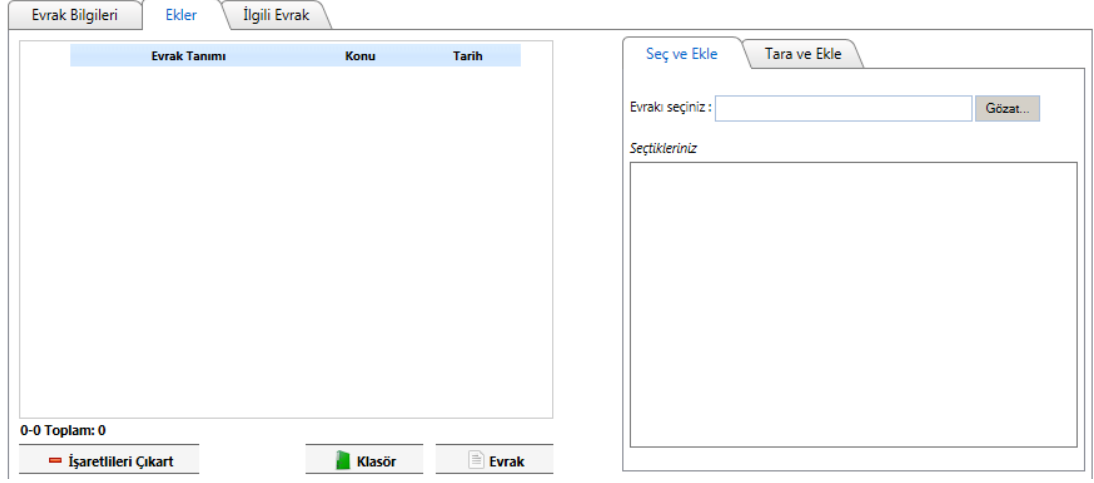 Evrak Bilgileri Ekler İlgili Evrak
Evrak Tanımı Konu Tarih
0-0 Toplam: 0
İşaretlileri Çıkart Klasör Evrak
Seç ve Ekle Tara ve Ekle
Evrakı seçiniz : Gözat...
Seçtikleriniz